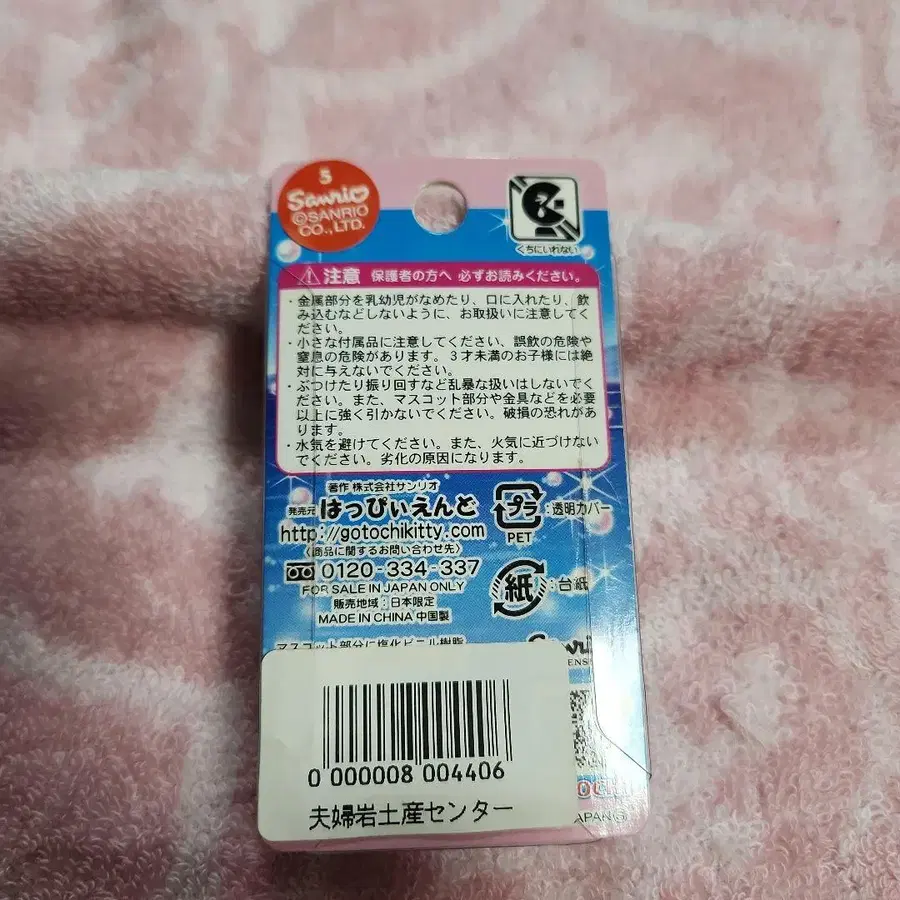 5
Sanrio
©SANRIO
CO.,LTD.
くちにいれない
注意 保護者の方へ 必ずお読みください。
・金属部分を乳幼児がなめたり、口に入れたり、飲
み込むなどしないように、お取扱いに注意してく
ださい。
・小さな付属品に注意してください、誤飲の危険や
窒息の危険があります。３才未満のお子様には絶
対に与えないでください。
・ぶつけたり振り回すなど乱暴な扱いはしないでく
ださい。また、マスコット部分や金具などを必要
以上に強く引かないでください。破損の恐れがあ
ります。
・水気を避けてください。また、火気に近づけない
でください。劣化の原因になります。
著作 株式会社サンリオ
発売元 はっぴぃえんど
http://gotochikitty.com
〈商品に関するお問い合わせ先〉
0120-334-337
FOR SALE IN JAPAN ONLY
販売地域：日本限定
MADE IN CHINA 中国製
プラ：透明カバー
PET
紙：台紙
マスコット部分に塩化ビニル樹脂
0 000008 004406
夫婦岩土産センター